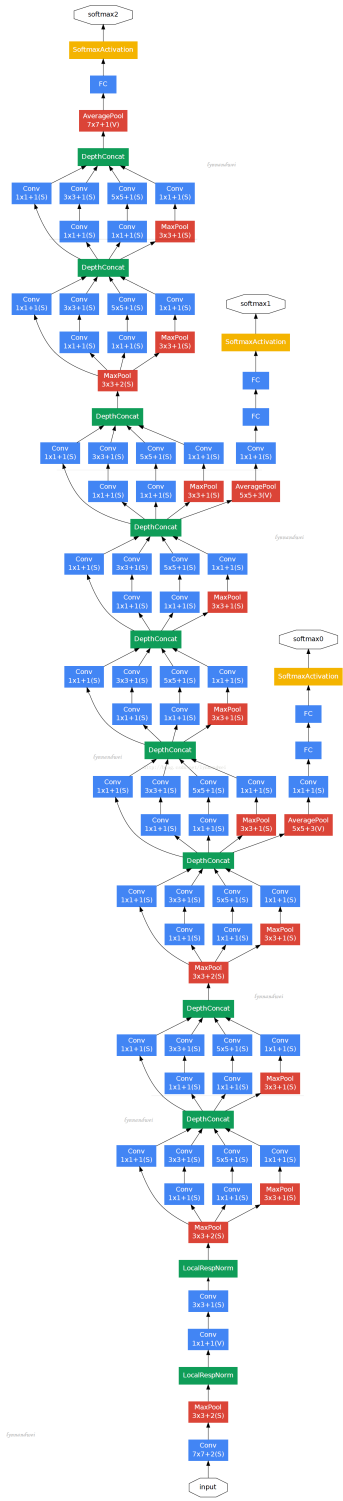 softmax2
SoftmaxActivation
FC
AveragePool
7x7+1(V)
DepthConcat
Conv Conv Conv Conv
1x1+1(S) 3x3+1(S) 5x5+1(S) 1x1+1(S)
Conv Conv MaxPool
1x1+1(S) 1x1+1(S) 3x3+1(S)
DepthConcat
Conv Conv Conv Conv
1x1+1(S) 3x3+1(S) 5x5+1(S) 1x1+1(S)
softmax1
Conv Conv MaxPool
1x1+1(S) 1x1+1(S) 3x3+1(S)
SoftmaxActivation
MaxPool
3x3+2(S)
FC
DepthConcat
FC
Conv Conv Conv Conv Conv
1x1+1(S) 3x3+1(S) 5x5+1(S) 1x1+1(S) 1x1+1(S)
Conv Conv MaxPool AveragePool
1x1+1(S) 1x1+1(S) 3x3+1(S) 5x5+3(V)
DepthConcat
Conv Conv Conv Conv
1x1+1(S) 3x3+1(S) 5x5+1(S) 1x1+1(S)
Conv Conv MaxPool
1x1+1(S) 1x1+1(S) 3x3+1(S)
DepthConcat
softmax0
Conv Conv Conv Conv
1x1+1(S) 3x3+1(S) 5x5+1(S) 1x1+1(S)
SoftmaxActivation
Conv Conv MaxPool
1x1+1(S) 1x1+1(S) 3x3+1(S)
FC
DepthConcat
FC
Conv Conv Conv Conv Conv
1x1+1(S) 3x3+1(S) 5x5+1(S) 1x1+1(S) 1x1+1(S)
Conv Conv MaxPool AveragePool
1x1+1(S) 1x1+1(S) 3x3+1(S) 5x5+3(V)
DepthConcat
Conv Conv Conv Conv
1x1+1(S) 3x3+1(S) 5x5+1(S) 1x1+1(S)
Conv Conv MaxPool
1x1+1(S) 1x1+1(S) 3x3+1(S)
MaxPool
3x3+2(S)
DepthConcat
Conv Conv Conv Conv
1x1+1(S) 3x3+1(S) 5x5+1(S) 1x1+1(S)
Conv Conv MaxPool
1x1+1(S) 1x1+1(S) 3x3+1(S)
DepthConcat
Conv Conv Conv Conv
1x1+1(S) 3x3+1(S) 5x5+1(S) 1x1+1(S)
Conv Conv MaxPool
1x1+1(S) 1x1+1(S) 3x3+1(S)
MaxPool
3x3+2(S)
LocalRespNorm
Conv
3x3+1(S)
Conv
1x1+1(V)
LocalRespNorm
MaxPool
3x3+2(S)
Conv
7x7+2(S)
input